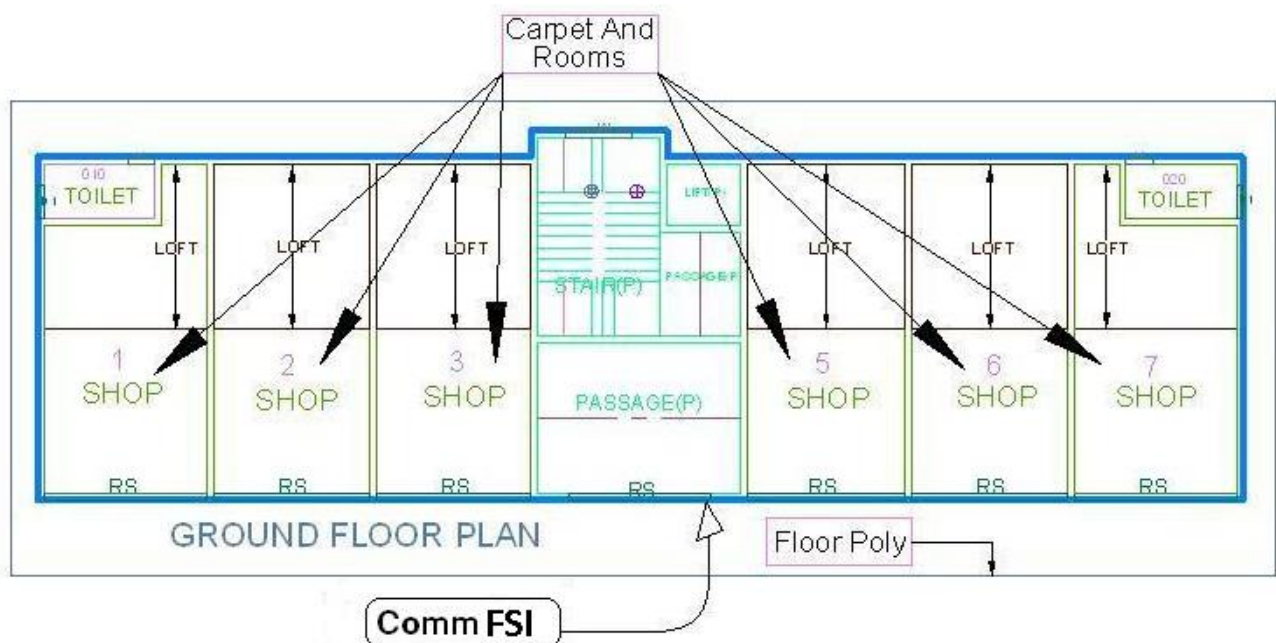 Carpet And
Rooms
010
TOILET
020
TOILET
LIFT(P)
LOFT
LOFT
LOFT
LOFT
LOFT
LOFT
STAIR(P)
PASSAGE(P)
1
SHOP
2
SHOP
3
SHOP
PASSAGE(P)
5
SHOP
6
SHOP
7
SHOP
RS
RS
RS
RS
RS
RS
RS
GROUND FLOOR PLAN
Floor Poly
Comm FSI